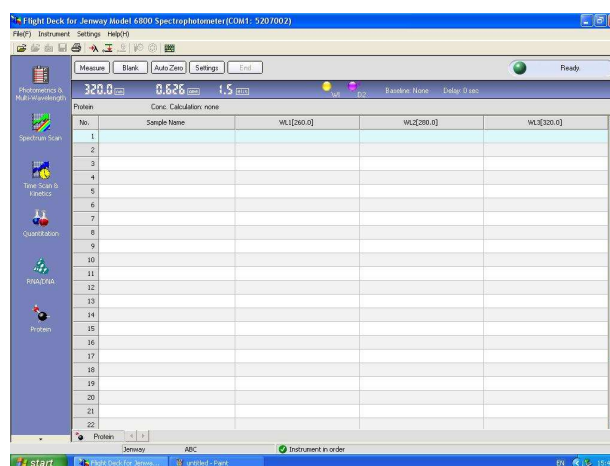 Flight Deck for Jenway Model 6800 Spectrophotometer(COM1: 5207002)
File(F) Instrument Settings Help(H)
Measure Blank Auto Zero Settings End Ready
320.0 0.626 1.5 WI D2 Baseline: None Delay: 0 sec
Protein Conc. Calculation: none
No. Sample Name WL1[260.0] WL2[280.0] WL3[320.0]
1
2
3
4
5
6
7
8
9
10
11
12
13
14
15
16
17
18
19
20
21
22
Photometrics & Multi-Wavelength
Spectrum Scan
Time Scan & Kinetics
Quantitation
RNA/DNA
Protein
Protein
Jenway ABC Instrument in order
start Flight Deck for Jenwa... untitled - Paint EN